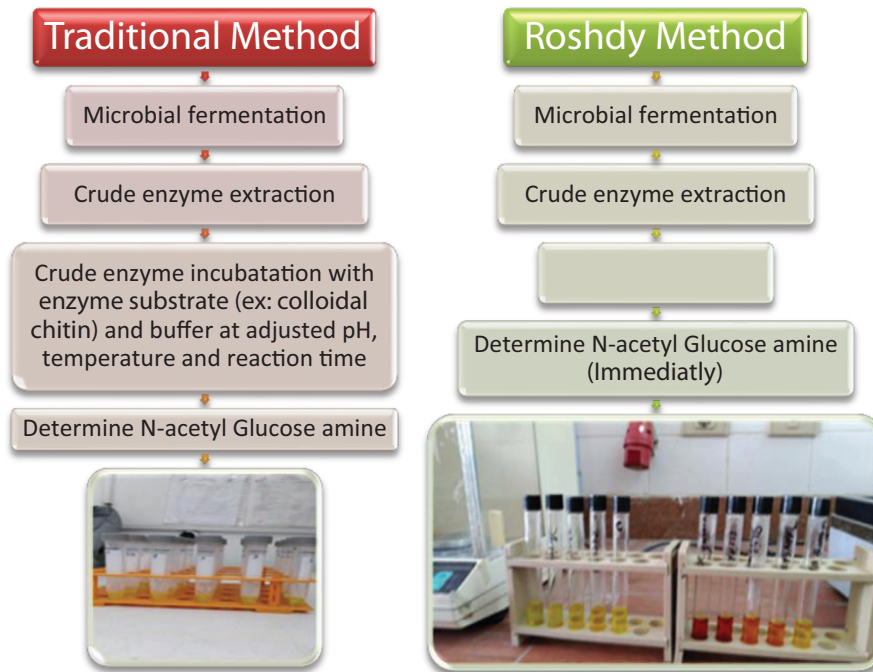 Traditional Method
Microbial fermentation
Crude enzyme extraction
Crude enzyme incubatation with
enzyme substrate (ex: colloidal
chitin) and buffer at adjusted pH,
temperature and reaction time
Determine N-acetyl Glucose amine
Roshdy Method
Microbial fermentation
Crude enzyme extraction
Determine N-acetyl Glucose amine
(Immediatly)